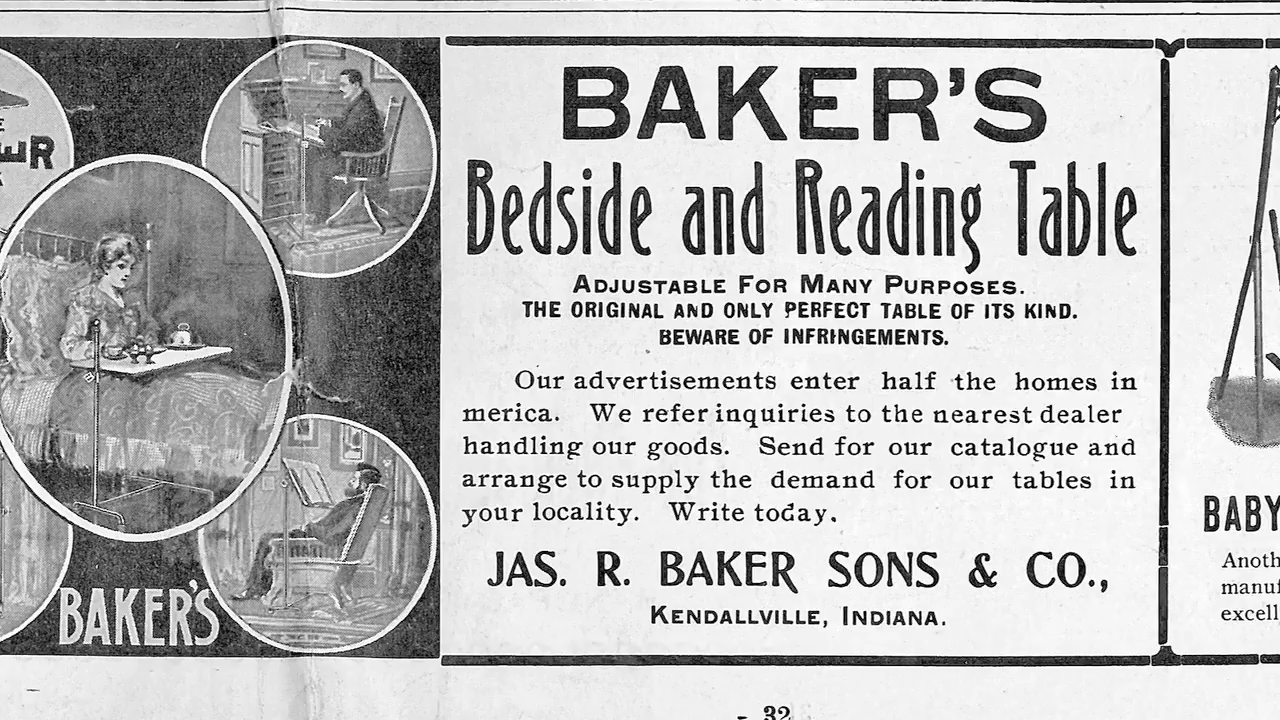 BAKER'S
BAKER'S
Bedside and Reading Table
ADJUSTABLE FOR MANY PURPOSES.
THE ORIGINAL AND ONLY PERFECT TABLE OF ITS KIND.
BEWARE OF INFRINGEMENTS.
Our advertisements enter half the homes in
merica. We refer inquiries to the nearest dealer
handling our goods. Send for our catalogue and
arrange to supply the demand for our tables in
your locality. Write today.
JAS. R. BAKER SONS & CO.,
KENDALLVILLE, INDIANA.
BABY
Anoth
manuf
excell
- 32